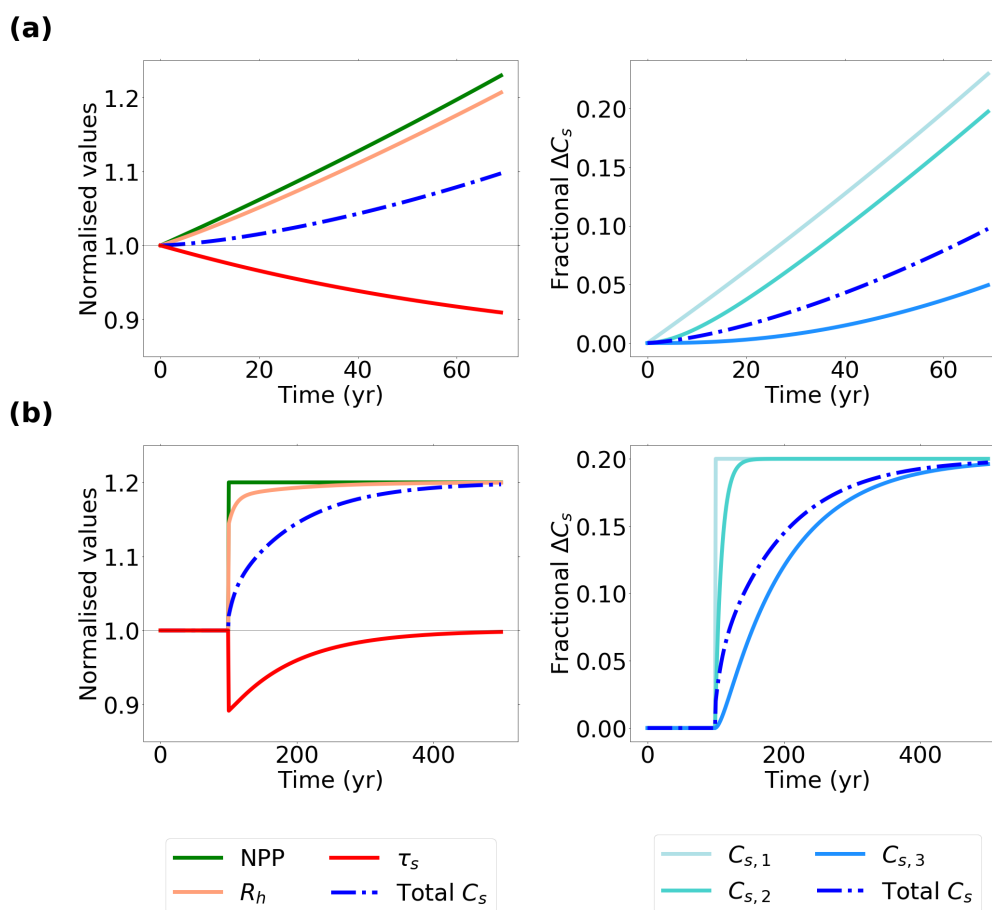 (a)
Normalised values
1.2
1.1
1.0
0.9
0 20 40 60
Time (yr)
Fractional ΔC_s
0.20
0.15
0.10
0.05
0.00
0 20 40 60
Time (yr)
(b)
Normalised values
1.2
1.1
1.0
0.9
0 200 400
Time (yr)
Fractional ΔC_s
0.20
0.15
0.10
0.05
0.00
0 200 400
Time (yr)
NPP τ_s
R_h Total C_s
C_{s,1} C_{s,3}
C_{s,2} Total C_s